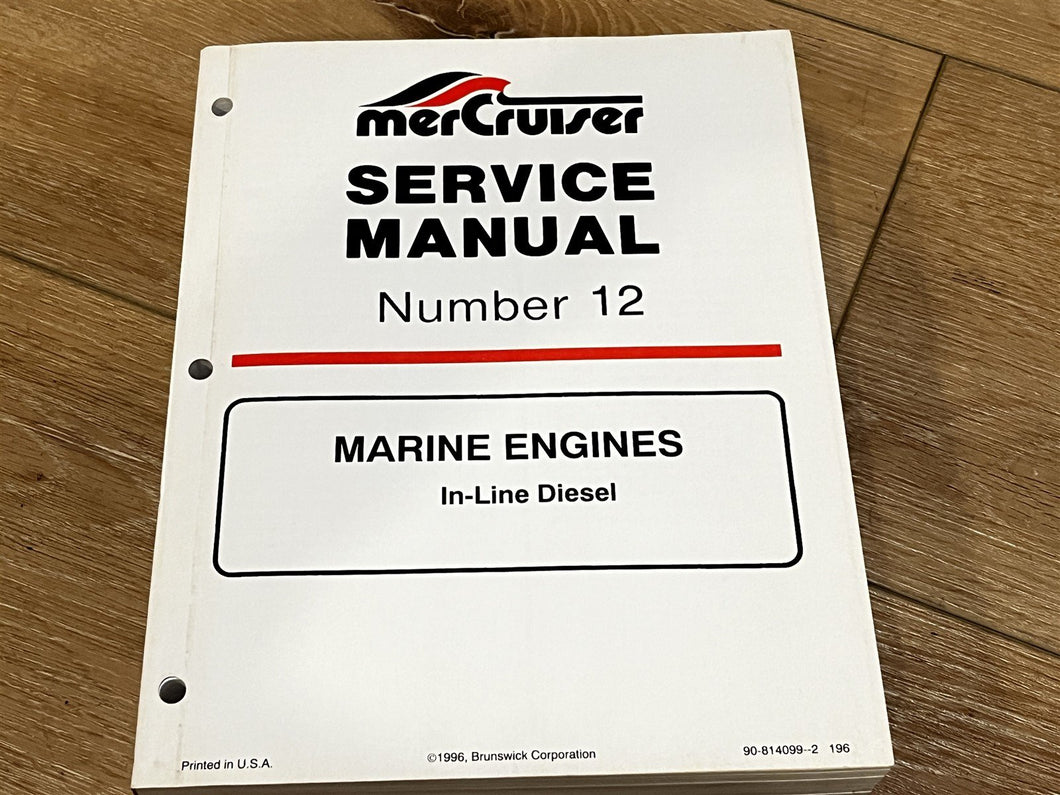 merCruiser
SERVICE
MANUAL
Number 12
MARINE ENGINES
In-Line Diesel
Printed in U.S.A.
©1996, Brunswick Corporation
90-814099--2 196